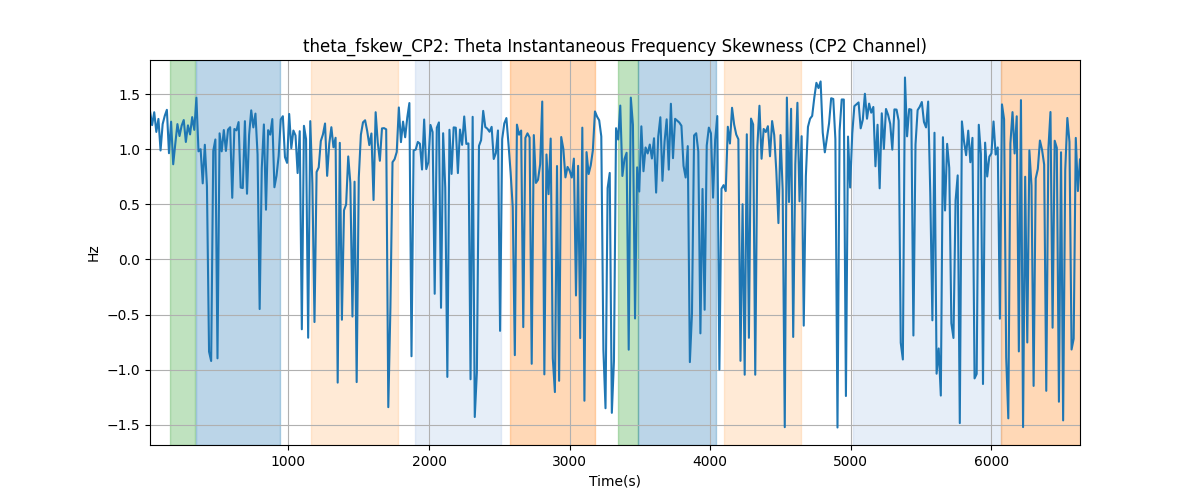 theta_fskew_CP2: Theta Instantaneous Frequency Skewness (CP2 Channel)
Hz
1.5
1.0
0.5
0.0
−0.5
−1.0
−1.5
1000 2000 3000 4000 5000 6000
Time(s)